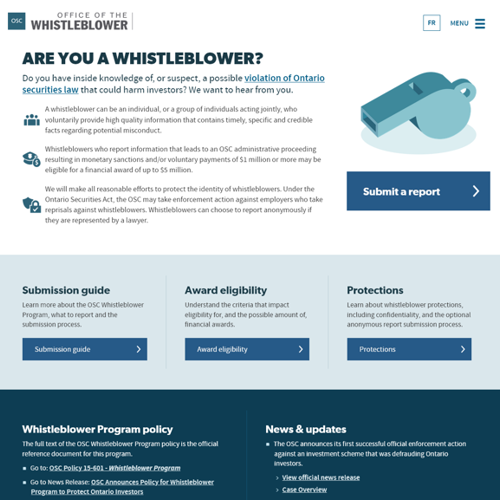 OSC
OFFICE OF THE
WHISTLEBLOWER
FR
MENU
ARE YOU A WHISTLEBLOWER?
Do you have inside knowledge of, or suspect, a possible violation of Ontario
securities law that could harm investors? We want to hear from you.
A whistleblower can be an individual, or a group of individuals acting jointly, who
voluntarily provide high quality information that contains timely, specific and credible
facts regarding potential misconduct.
Whistleblowers who report information that leads to an OSC administrative proceeding
resulting in monetary sanctions and/or voluntary payments of $1 million or more may be
eligible for a financial award of up to $5 million.
We will make all reasonable efforts to protect the identity of whistleblowers. Under the
Ontario Securities Act, the OSC may take enforcement action against employers who take
reprisals against whistleblowers. Whistleblowers can choose to report anonymously if
they are represented by a lawyer.
Submit a report
Submission guide
Learn more about the OSC Whistleblower
Program, what to report and the
submission process.
Submission guide
Award eligibility
Understand the criteria that impact
eligibility for, and the possible amount of,
financial awards.
Award eligibility
Protections
Learn about whistleblower protections,
including confidentiality, and the optional
anonymous report submission process.
Protections
Whistleblower Program policy
The full text of the OSC Whistleblower Program policy is the official
reference document for this program.
Go to: OSC Policy 15-601 - Whistleblower Program
Go to News Release: OSC Announces Policy for Whistleblower
Program to Protect Ontario Investors
News & updates
The OSC announces its first successful official enforcement action
against an investment scheme that was defrauding Ontario
investors.
View official news release
Case Overview